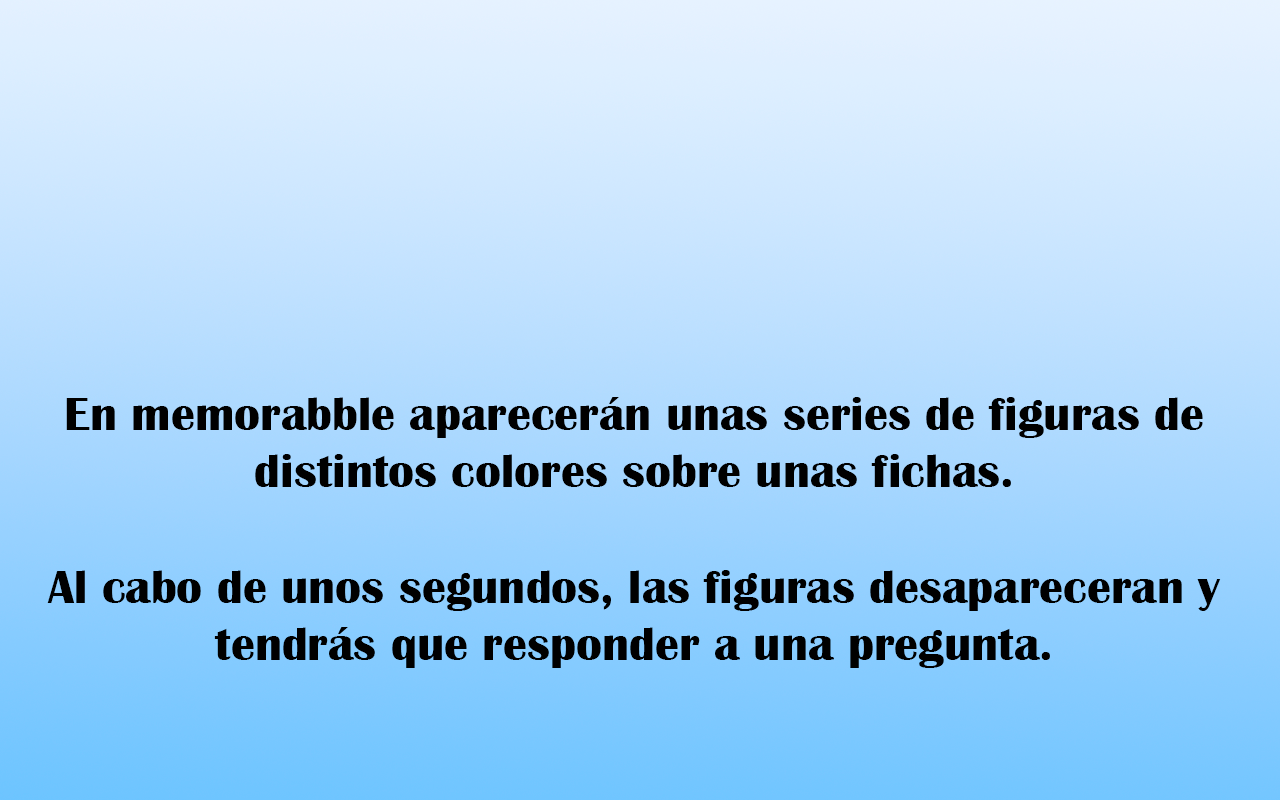 En memorabble aparecerán unas series de figuras de
distintos colores sobre unas fichas.
Al cabo de unos segundos, las figuras desapareceran y
tendrás que responder a una pregunta.